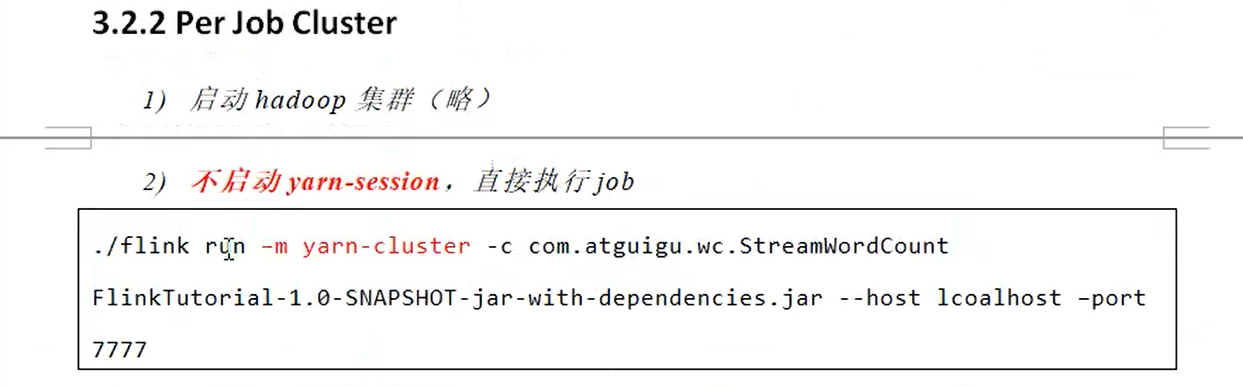 3.2.2 Per Job Cluster
1) 启动 hadoop 集群（略）
2) 不启动 yarn-session，直接执行 job
./flink run –m yarn-cluster -c com.atguigu.wc.StreamWordCount
FlinkTutorial-1.0-SNAPSHOT-jar-with-dependencies.jar --host lcoalhost –port
7777